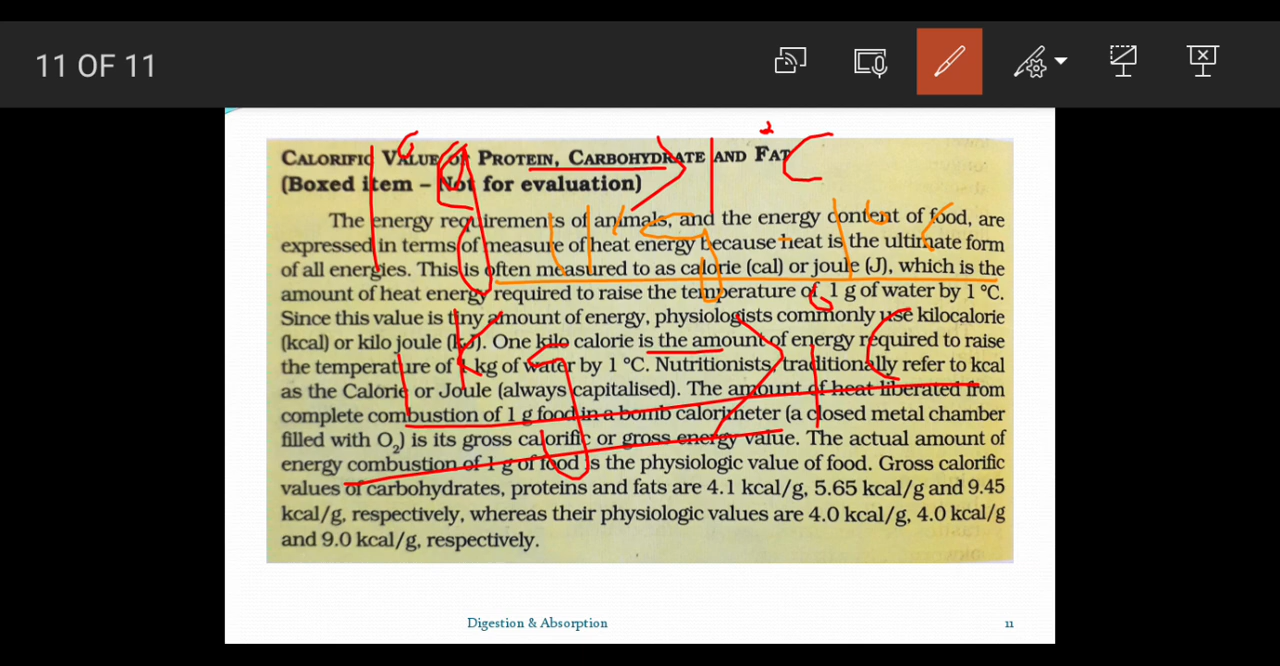 11 OF 11
CALORIFIC VALUE OF PROTEIN, CARBOHYDRATE AND FAT
(Boxed item – Not for evaluation)
The energy requirements of animals, and the energy content of food, are
expressed in terms of measure of heat energy because heat is the ultimate form
of all energies. This is often measured to as calorie (cal) or joule (J), which is the
amount of heat energy required to raise the temperature of 1 g of water by 1 °C.
Since this value is tiny amount of energy, physiologists commonly use kilocalorie
(kcal) or kilo joule (kJ). One kilo calorie is the amount of energy required to raise
the temperature of 1 kg of water by 1 °C. Nutritionists, traditionally refer to kcal
as the Calorie or Joule (always capitalised). The amount of heat liberated from
complete combustion of 1 g food in a bomb calorimeter (a closed metal chamber
filled with O₂) is its gross calorific or gross energy value. The actual amount of
energy combustion of 1 g of food is the physiologic value of food. Gross calorific
values of carbohydrates, proteins and fats are 4.1 kcal/g, 5.65 kcal/g and 9.45
kcal/g, respectively, whereas their physiologic values are 4.0 kcal/g, 4.0 kcal/g
and 9.0 kcal/g, respectively.
Digestion & Absorption
11